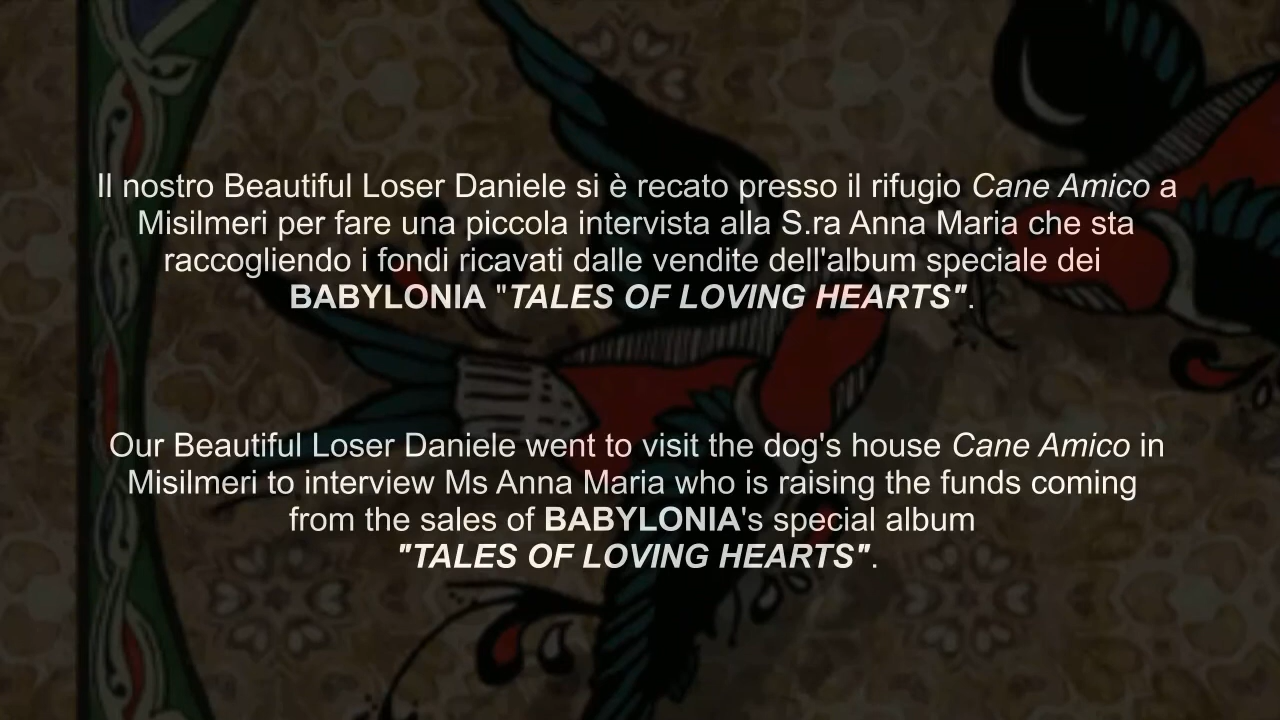 Il nostro Beautiful Loser Daniele si è recato presso il rifugio Cane Amico a
Misilmeri per fare una piccola intervista alla S.ra Anna Maria che sta
raccogliendo i fondi ricavati dalle vendite dell'album speciale dei
BABYLONIA "TALES OF LOVING HEARTS".
Our Beautiful Loser Daniele went to visit the dog's house Cane Amico in
Misilmeri to interview Ms Anna Maria who is raising the funds coming
from the sales of BABYLONIA's special album
"TALES OF LOVING HEARTS".